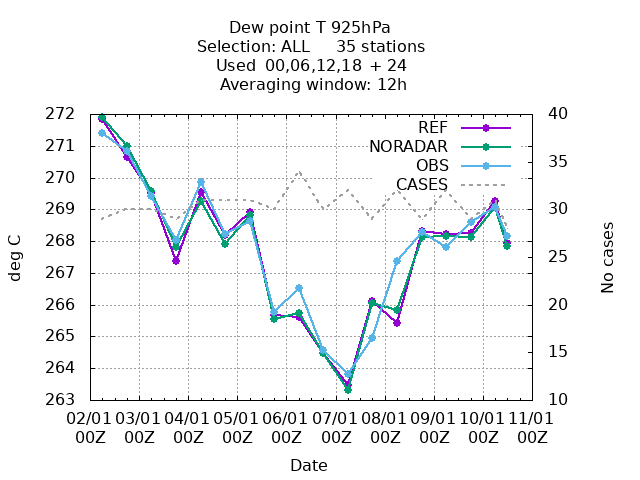 Dew point T 925hPa
Selection: ALL 35 stations
Used 00,06,12,18 + 24
Averaging window: 12h
272 40
REF
271 NORADAR 35
OBS
270 CASES
269 30
268
deg C No cases
25
267
266 20
265
15
264
263 10
02/01 03/01 04/01 05/01 06/01 07/01 08/01 09/01 10/01 11/01
00Z 00Z 00Z 00Z 00Z 00Z 00Z 00Z 00Z 00Z
Date